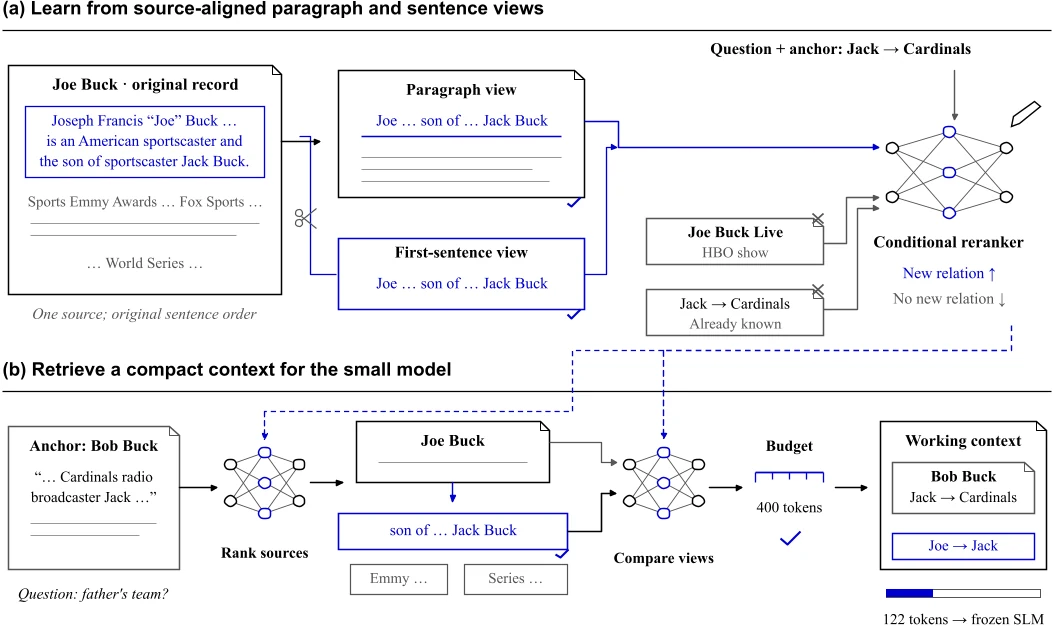 (a) Learn from source-aligned paragraph and sentence views
Question + anchor: Jack → Cardinals
Joe Buck · original record
Joseph Francis “Joe” Buck …
is an American sportscaster and
the son of sportscaster Jack Buck.
Sports Emmy Awards … Fox Sports …
… World Series …
One source; original sentence order
Paragraph view
Joe … son of … Jack Buck
First-sentence view
Joe … son of … Jack Buck
Joe Buck Live
HBO show
Jack → Cardinals
Already known
Conditional reranker
New relation ↑
No new relation ↓
(b) Retrieve a compact context for the small model
Anchor: Bob Buck
“… Cardinals radio
broadcaster Jack …”
Question: father's team?
Rank sources
Joe Buck
son of … Jack Buck
Emmy …
Series …
Compare views
Budget
400 tokens
Working context
Bob Buck
Jack → Cardinals
Joe → Jack
122 tokens → frozen SLM